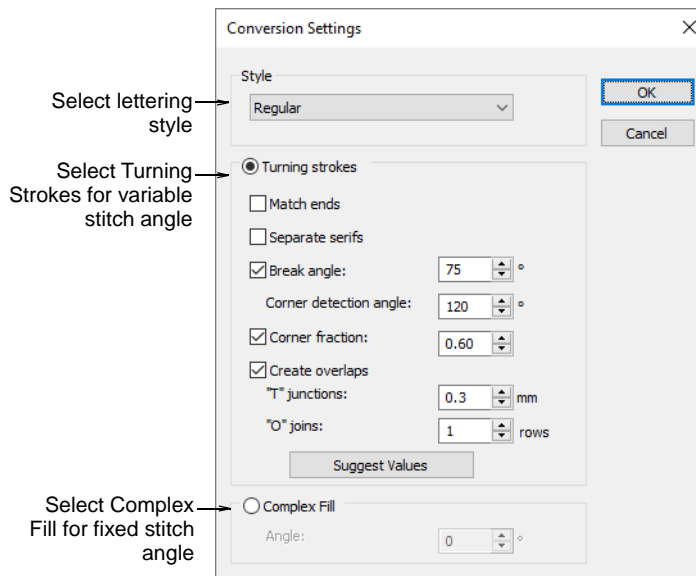 Conversion Settings
Style
Select lettering
style
Regular
OK
Cancel
Select Turning
Strokes for variable
stitch angle
Turning strokes
Match ends
Separate serifs
Break angle: 75 °
Corner detection angle: 120 °
Corner fraction: 0.60
Create overlaps
"T" junctions: 0.3 mm
"O" joins: 1 rows
Suggest Values
Select Complex
Fill for fixed stitch
angle
Complex Fill
Angle: 0 °